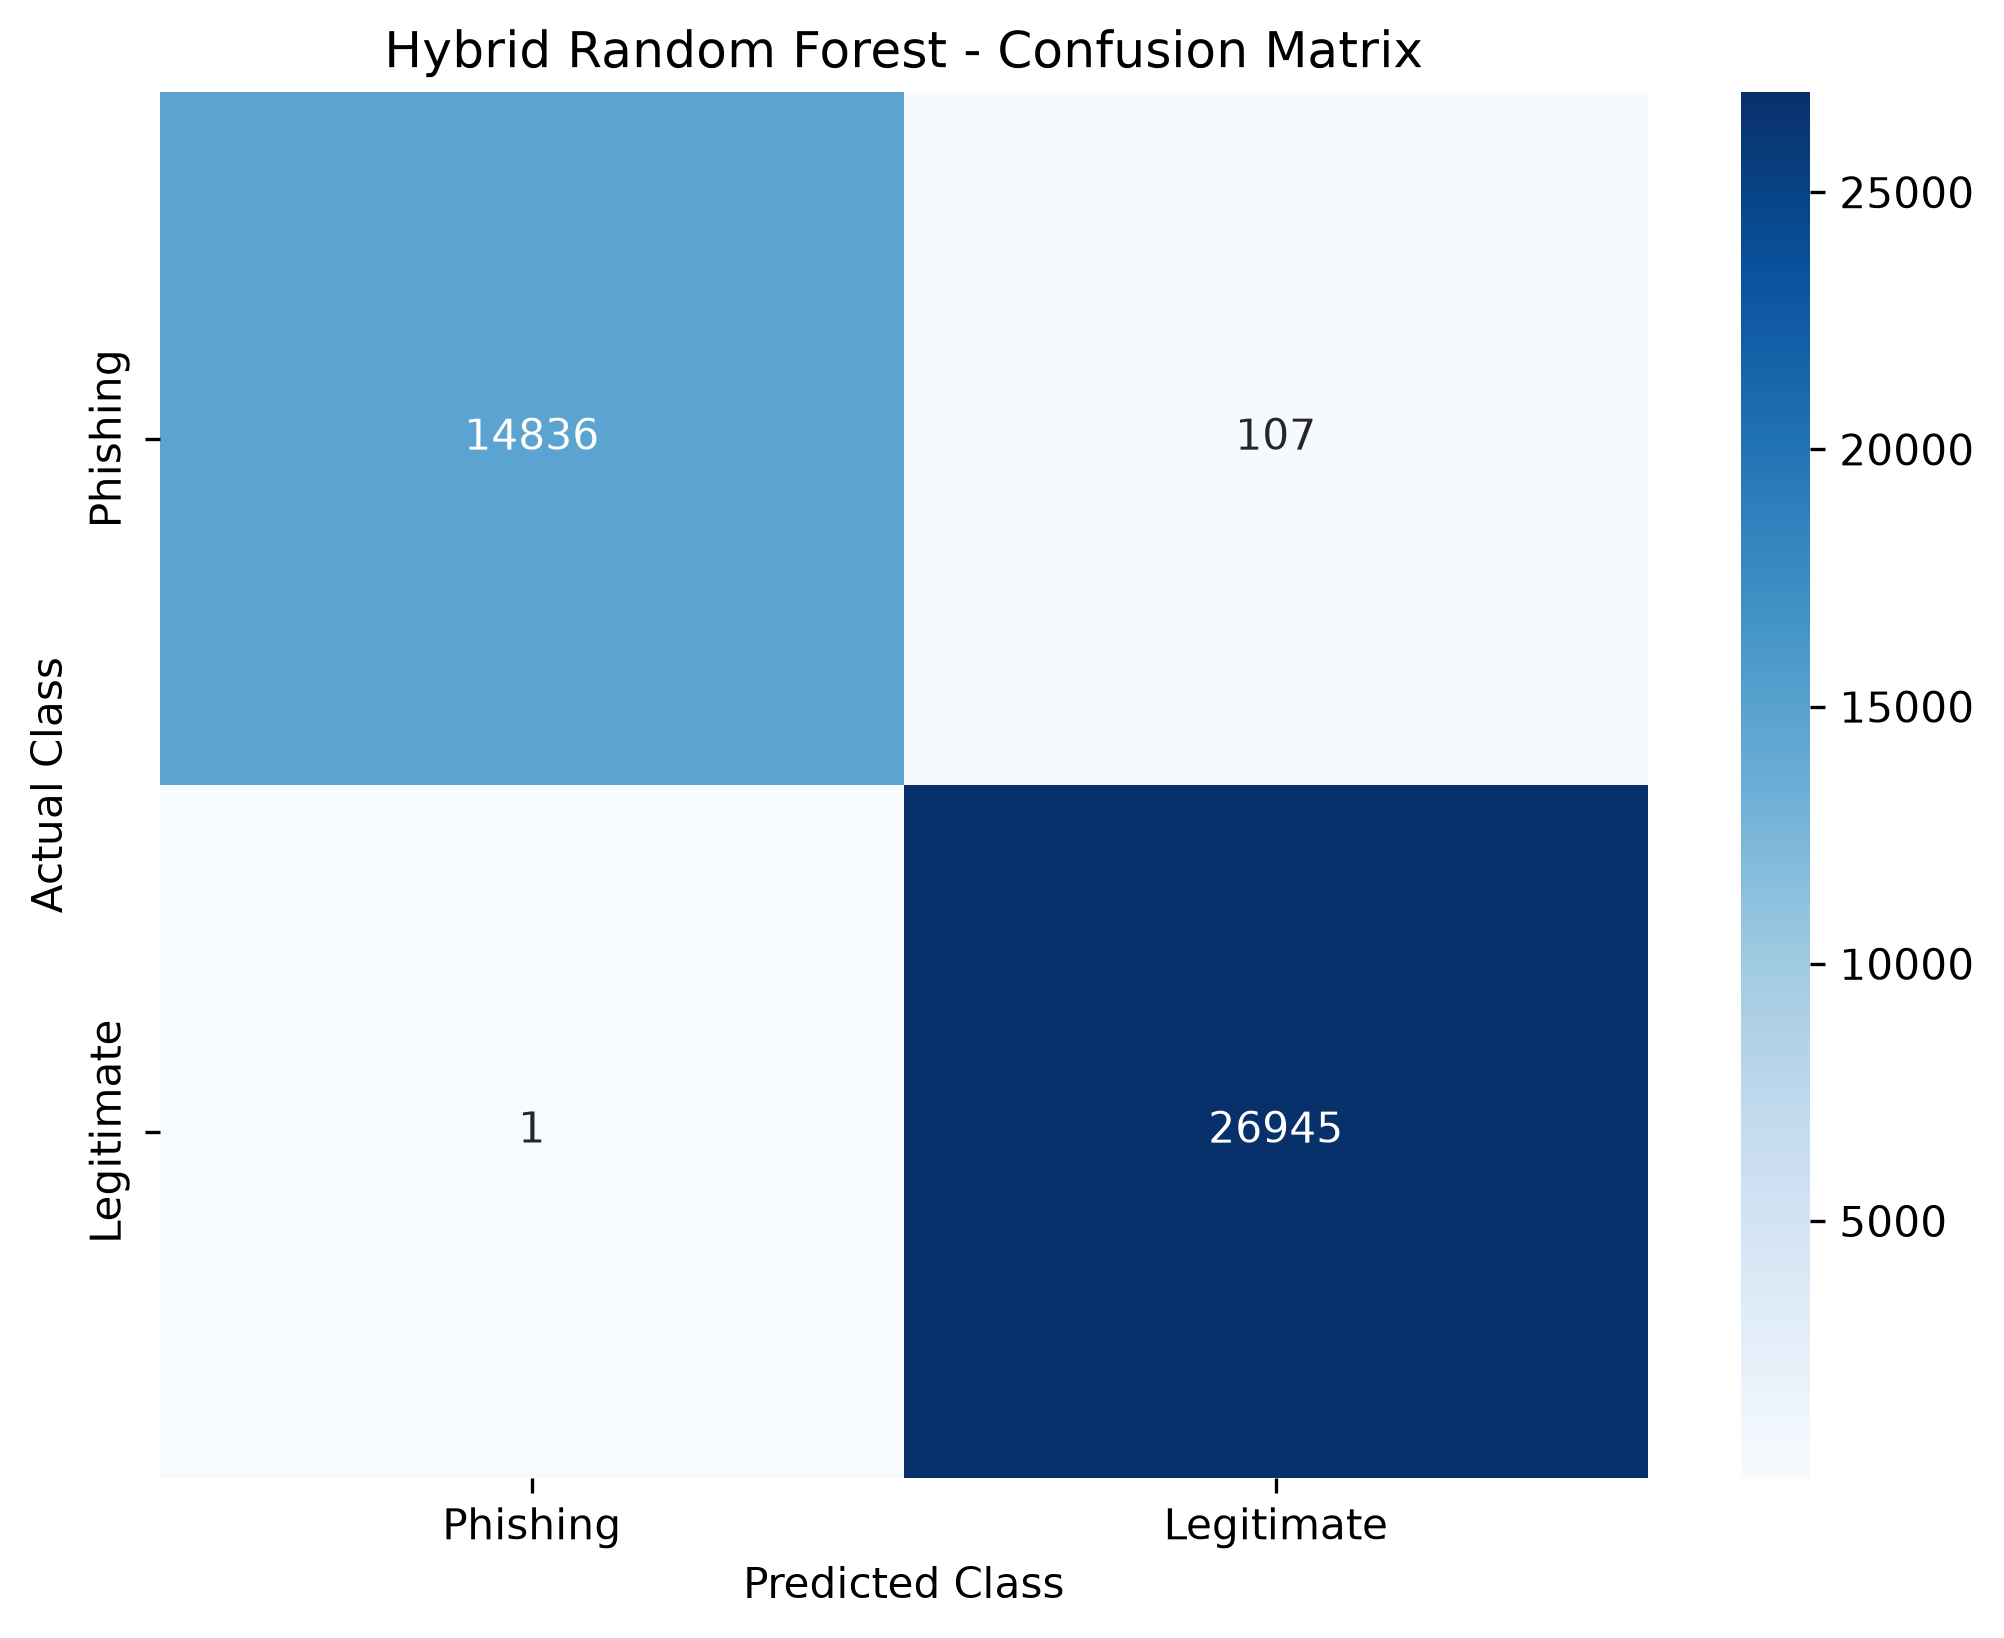 Hybrid Random Forest - Confusion Matrix
Actual Class
Phishing
14836
107
Legitimate
1
26945
Phishing
Legitimate
Predicted Class
25000
20000
15000
10000
5000